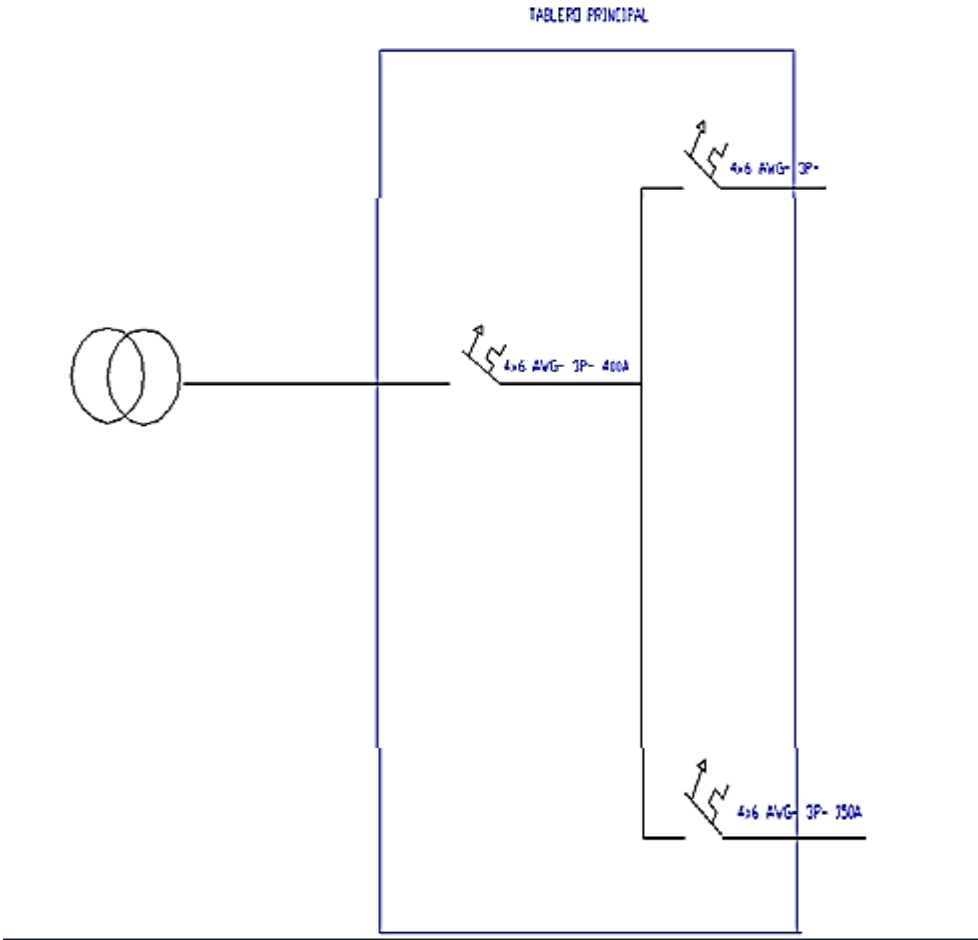 TABLERO PRINCIPAL
4x6 AWG- 3P-
4x6 AWG- 3P- 400A
4x6 AWG- 3P- 350A